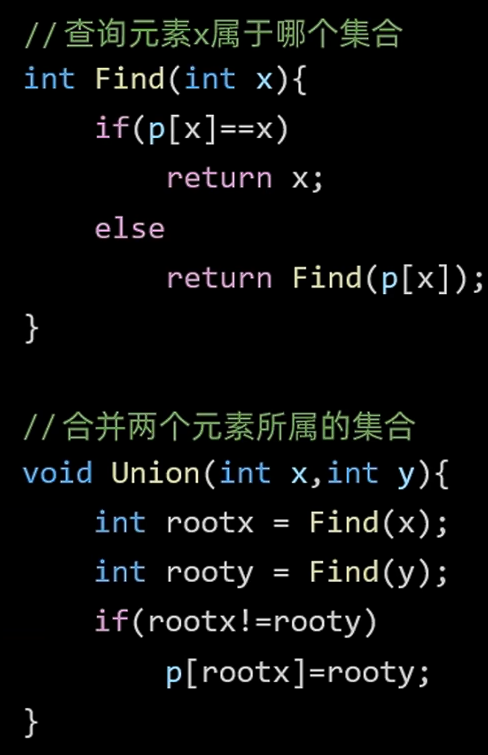 //查询元素x属于哪个集合
int Find(int x){
    if(p[x]==x)
        return x;
    else
        return Find(p[x]);
}

//合并两个元素所属的集合
void Union(int x,int y){
    int rootx = Find(x);
    int rooty = Find(y);
    if(rootx!=rooty)
        p[rootx]=rooty;
}